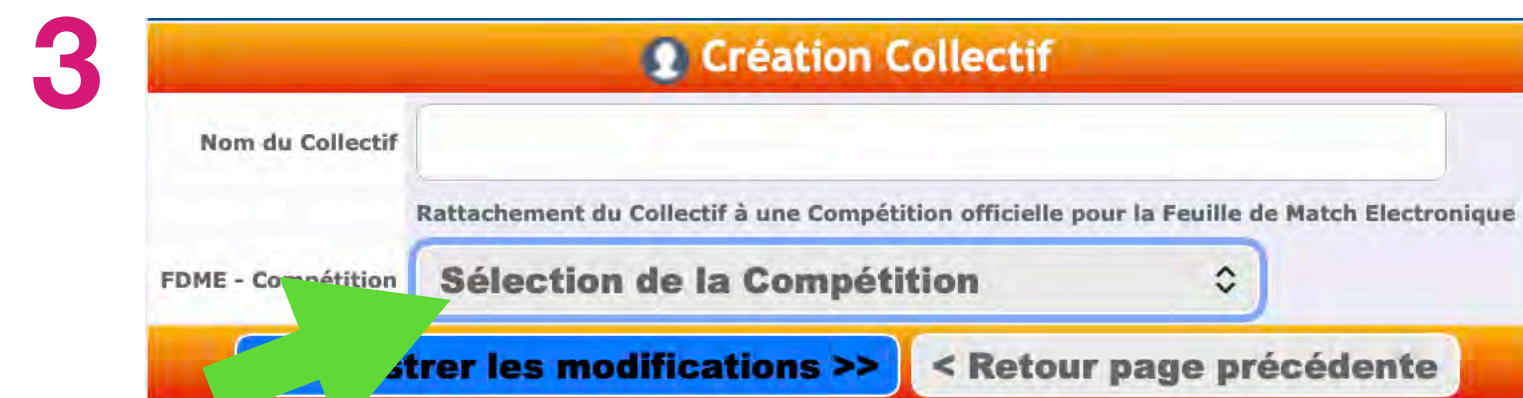 3
Création Collectif
Nom du Collectif
Rattachement du Collectif à une Compétition officielle pour la Feuille de Match Electronique
FDME - Compétition
Sélection de la Compétition
les modifications >>
< Retour page précédente